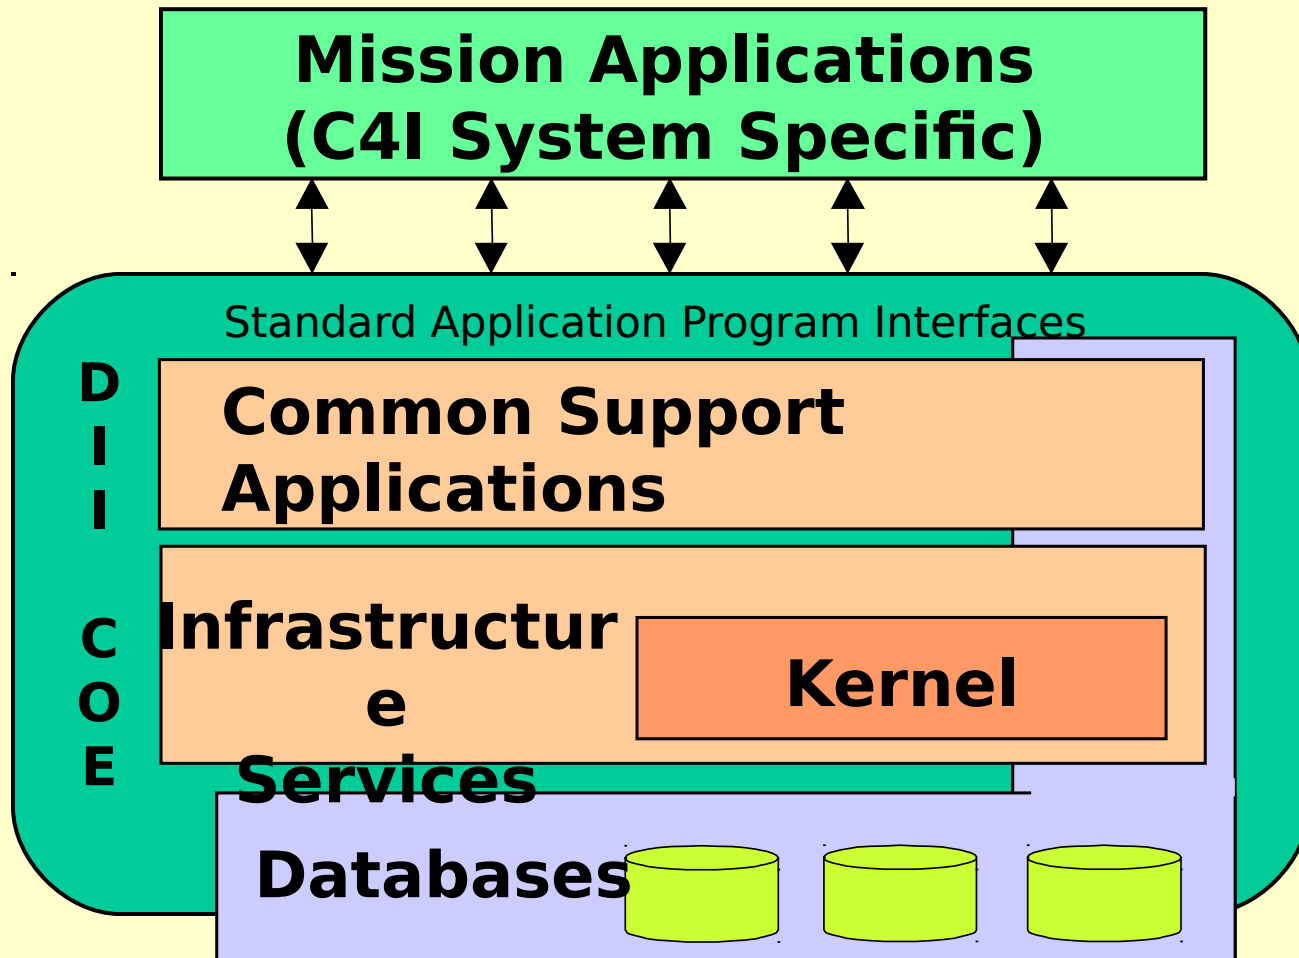 Mission Applications
(C4I System Specific)
Standard Application Program Interfaces
D
I
I
C
O
E
Common Support
Applications
Infrastructur
e
Services
Kernel
Databases